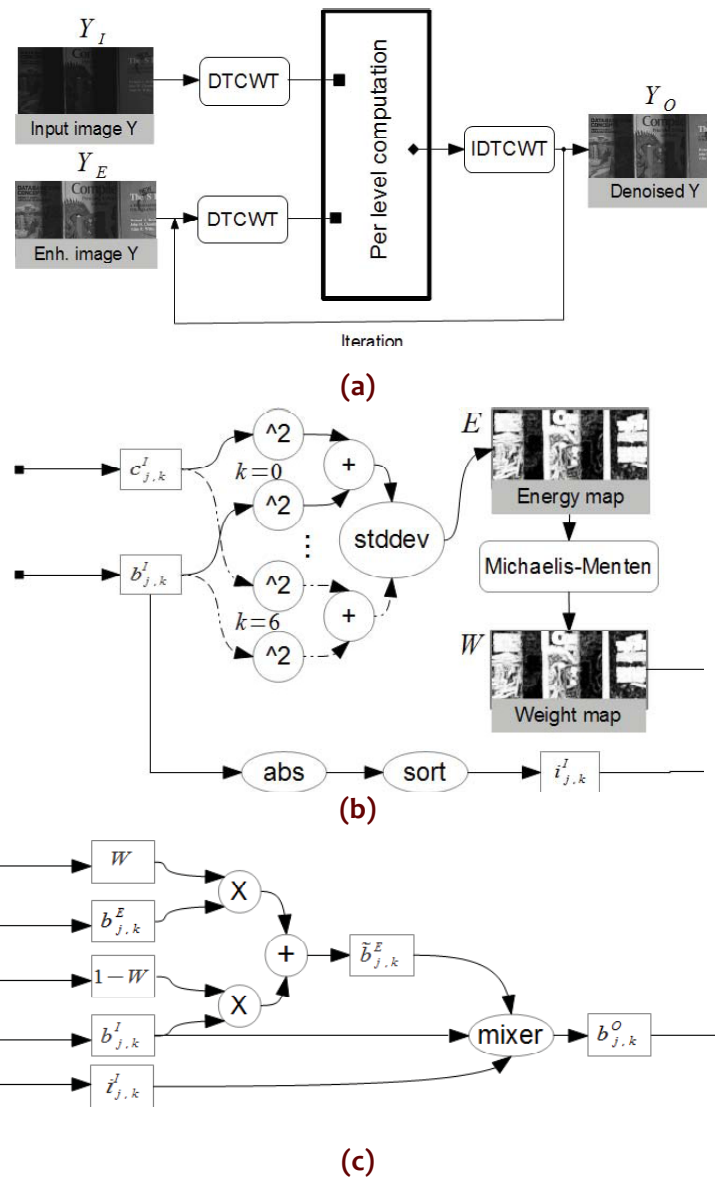 Y_I
DTCWT
Input image Y
Y_E
DTCWT
Enh. image Y
Per level computation
IDTCWT
Y_O
Denoised Y
Iteration
(a)
c^I_{j,k}
b^I_{j,k}
^2
k=0
^2
+
⋮
^2
k=6
^2
+
stddev
E
Energy map
Michaelis-Menten
W
Weight map
abs
sort
i^I_{j,k}
(b)
W
b^E_{j,k}
X
1−W
b^I_{j,k}
X
i^I_{j,k}
+
b̃^E_{j,k}
mixer
b^O_{j,k}
(c)